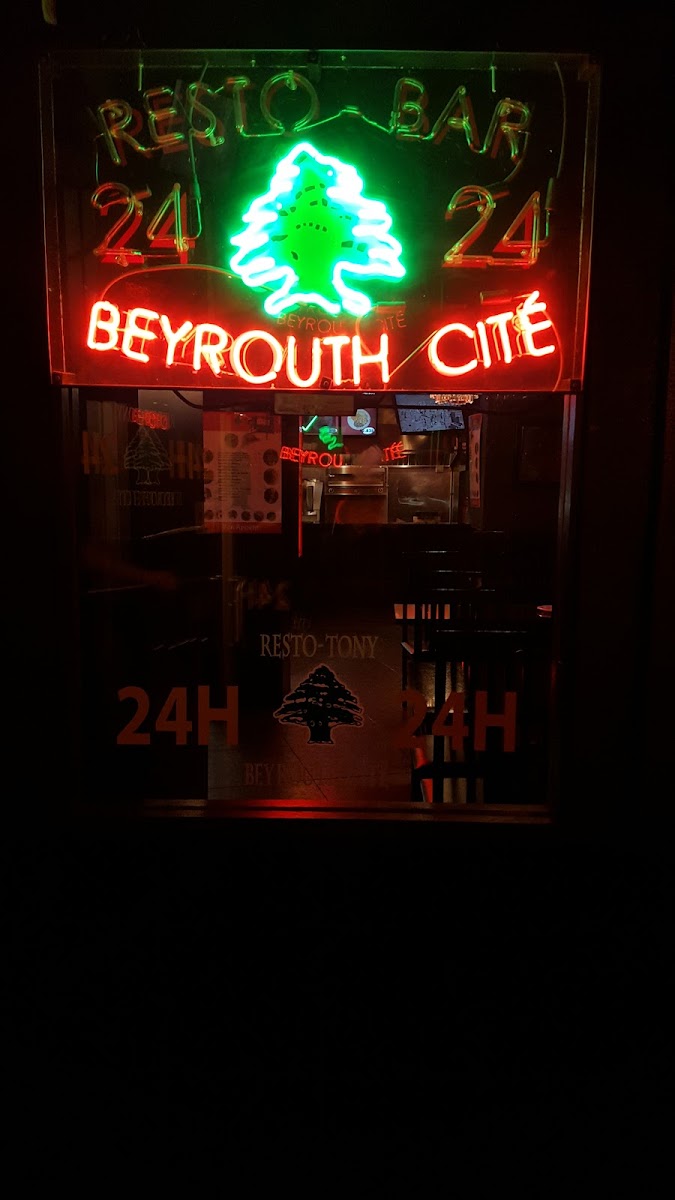 RESTO-BAR
24 24
BEYROUTH CITÉ
RESTO-TONY
24H 24H